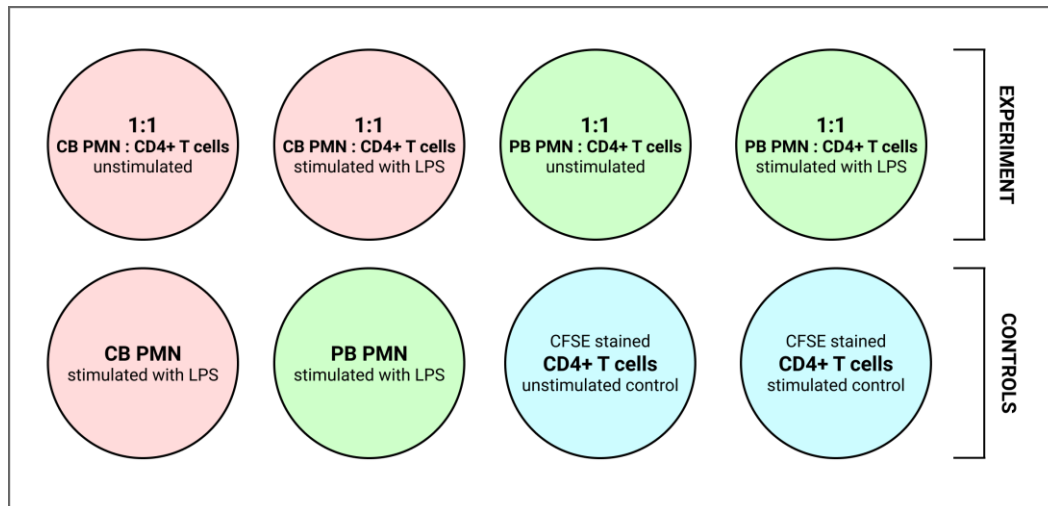 1:1
CB PMN : CD4+ T cells
unstimulated
1:1
CB PMN : CD4+ T cells
stimulated with LPS
1:1
PB PMN : CD4+ T cells
unstimulated
1:1
PB PMN : CD4+ T cells
stimulated with LPS
EXPERIMENT
CB PMN
stimulated with LPS
PB PMN
stimulated with LPS
CFSE stained
CD4+ T cells
unstimulated control
CFSE stained
CD4+ T cells
stimulated control
CONTROLS